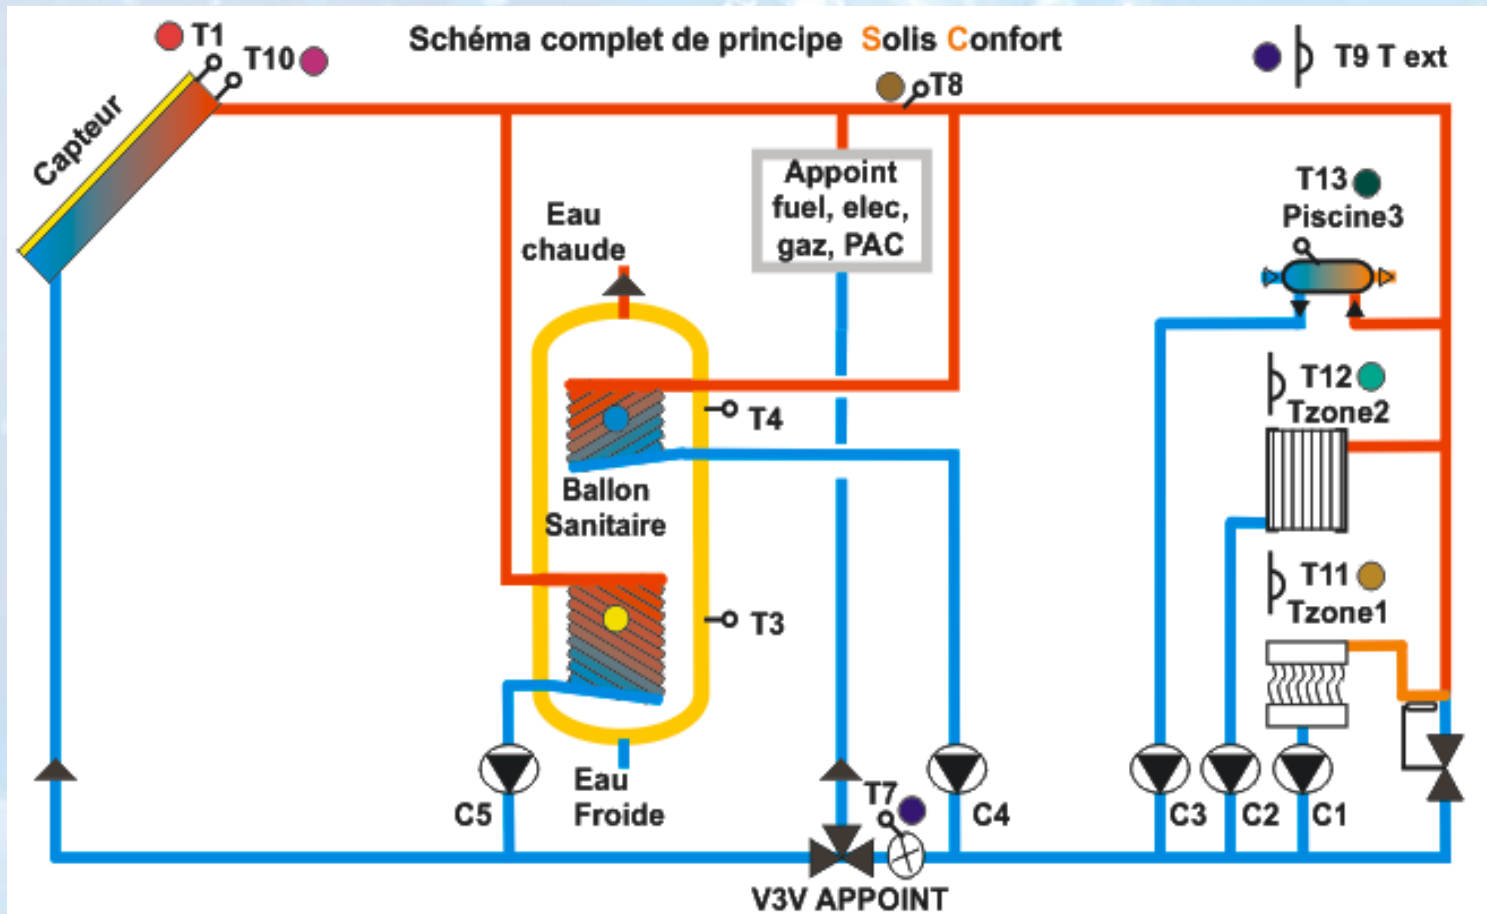 Schéma complet de principe Solis Confort
T1
T10
T8
T9 T ext
Capteur
Appoint
fuel, elec,
gaz, PAC
Eau
chaude
T13
Piscine3
T12
Tzone2
T4
Ballon
Sanitaire
T11
Tzone1
T3
Eau
Froide
C5
T7
C4
C3
C2
C1
V3V APPOINT